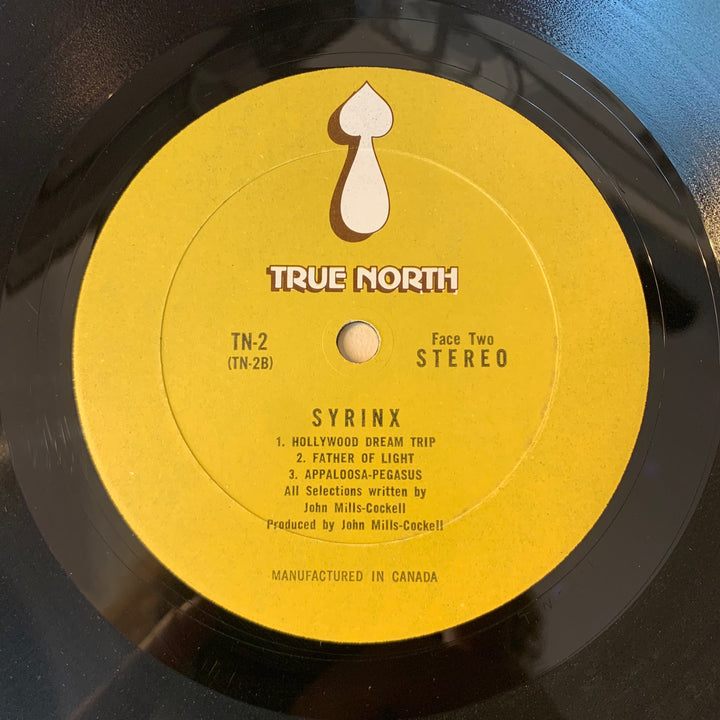 TRUE NORTH
TN-2
(TN-2B)
Face Two
STEREO
SYRINX
1. HOLLYWOOD DREAM TRIP
2. FATHER OF LIGHT
3. APPALOOSA-PEGASUS
All Selections written by
John Mills-Cockell
Produced by John Mills-Cockell
MANUFACTURED IN CANADA